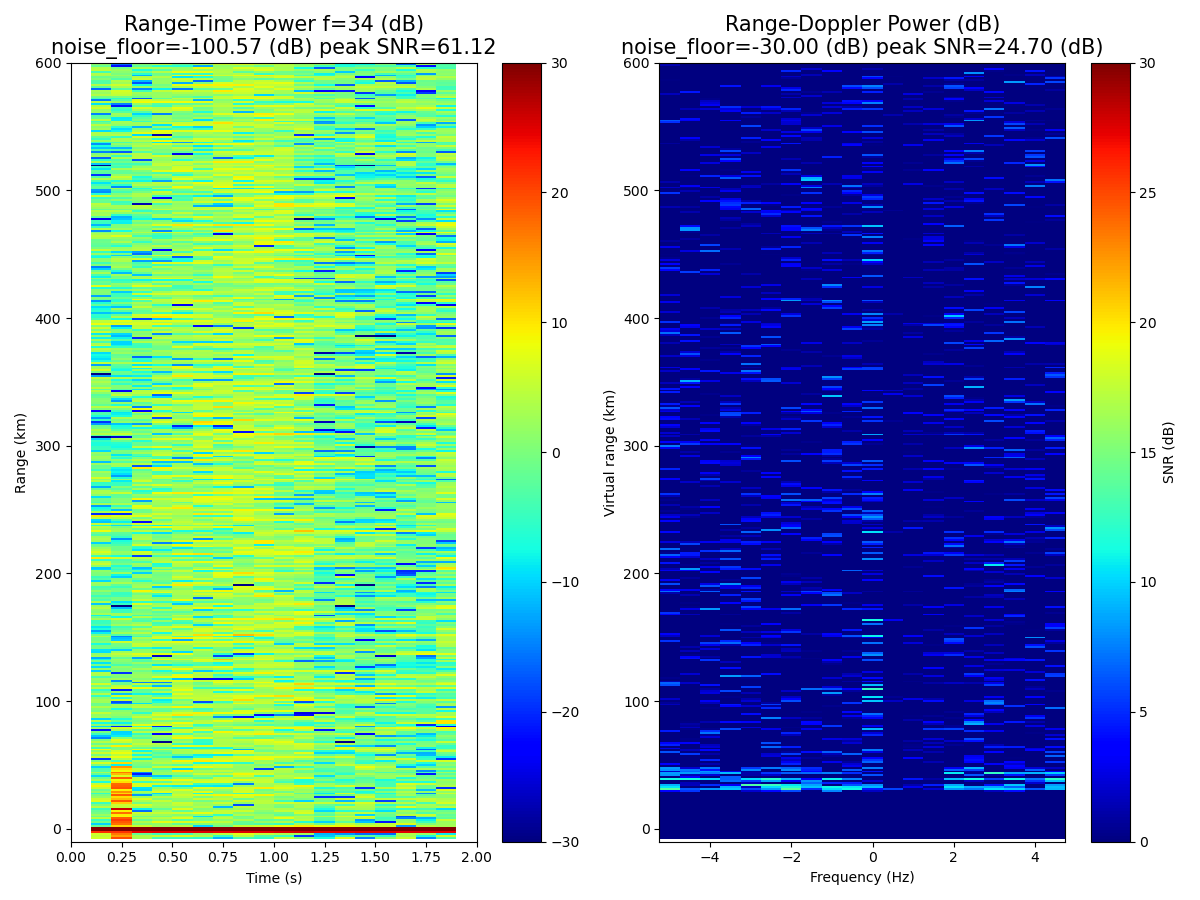 Range-Time Power f=34 (dB)
noise_floor=-100.57 (dB) peak SNR=61.12
Range (km)
600
500
400
300
200
100
0
0.00 0.25 0.50 0.75 1.00 1.25 1.50 1.75 2.00
Time (s)
30
20
10
0
−10
−20
−30
Range-Doppler Power (dB)
noise_floor=-30.00 (dB) peak SNR=24.70 (dB)
Virtual range (km)
600
500
400
300
200
100
0
−4 −2 0 2 4
Frequency (Hz)
30
25
20
15
10
5
0
SNR (dB)